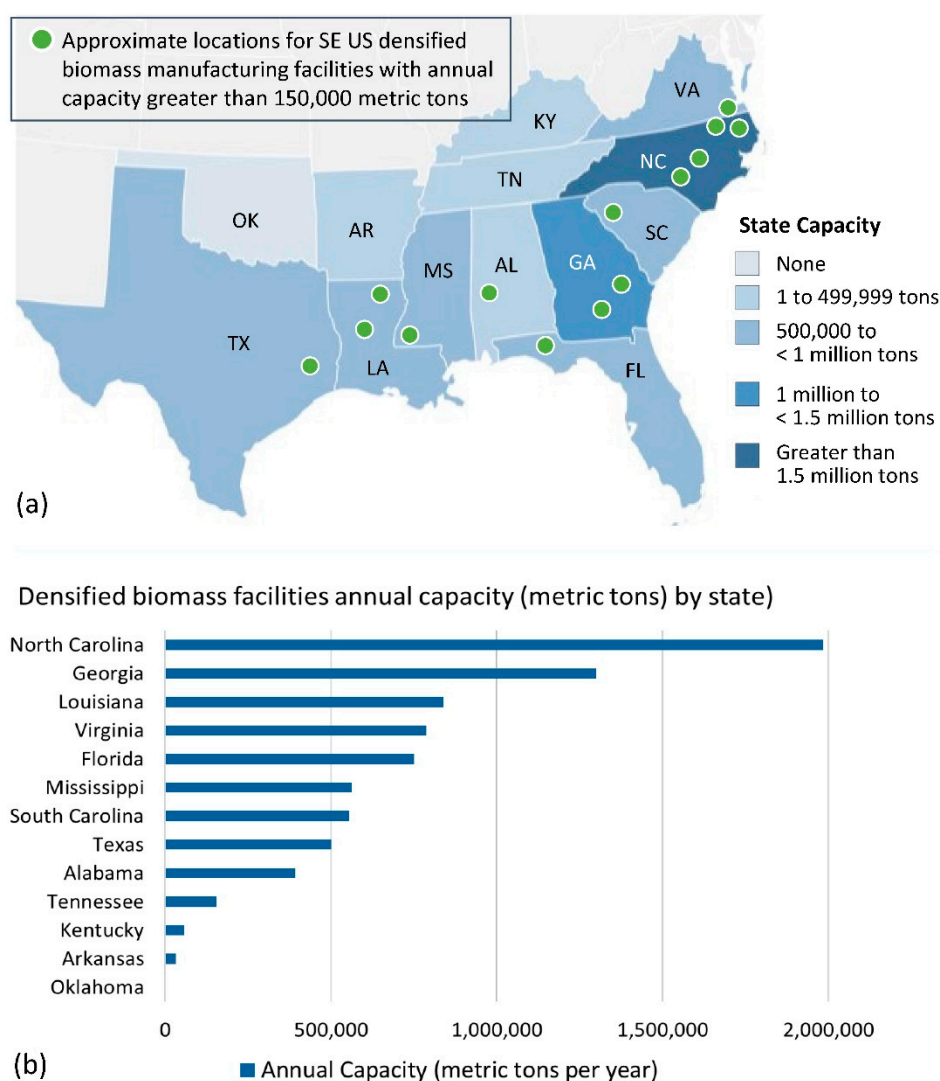 Approximate locations for SE US densified
biomass manufacturing facilities with annual
capacity greater than 150,000 metric tons
VA
KY
NC
TN
OK
AR
SC
MS
AL
GA
State Capacity
None
1 to 499,999 tons
500,000 to
< 1 million tons
1 million to
< 1.5 million tons
Greater than
1.5 million tons
TX
LA
FL
(a)
Densified biomass facilities annual capacity (metric tons) by state)
North Carolina
Georgia
Louisiana
Virginia
Florida
Mississippi
South Carolina
Texas
Alabama
Tennessee
Kentucky
Arkansas
Oklahoma
0 500,000 1,000,000 1,500,000 2,000,000
(b)
Annual Capacity (metric tons per year)